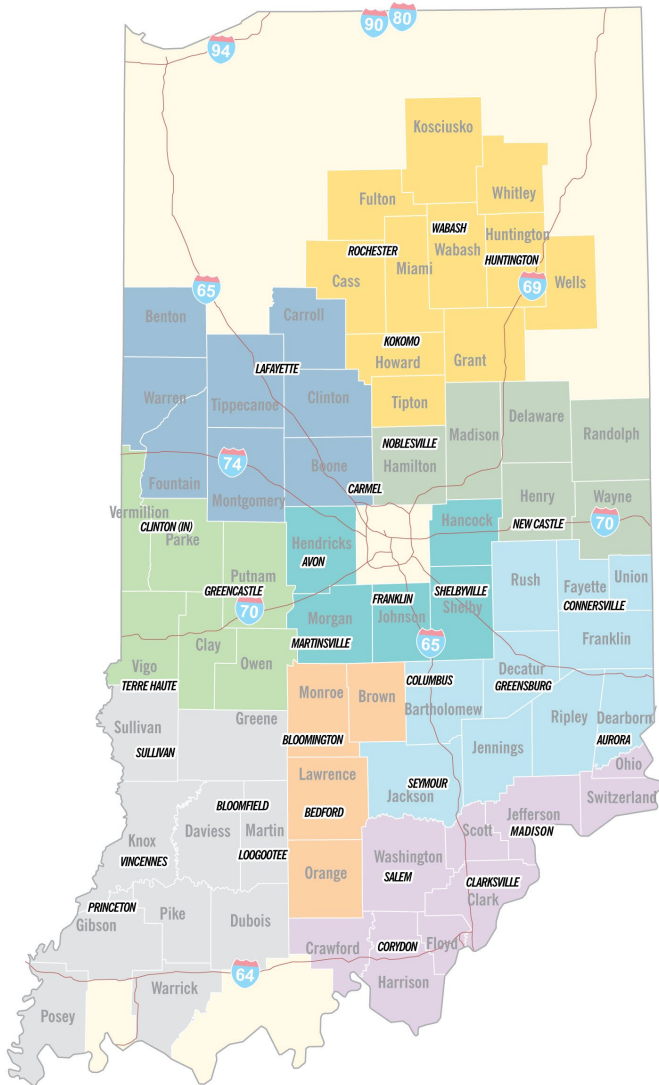 90
80
94
Kosciusko
Whitley
Fulton
WABASH
Huntington
ROCHESTER
Wabash
HUNTINGTON
Miami
Cass
Wells
65
69
Benton
Carroll
KOKOMO
Howard
Grant
LAFAYETTE
Warren
Clinton
Tippecanoe
Tipton
Delaware
Madison
Randolph
NOBLESVILLE
74
Hamilton
Boone
Fountain
CARMEL
Montgomery
Henry
Wayne
Vermillion
CLINTON (IN)
Hancock
NEW CASTLE
70
Parke
Hendricks
AVON
Putnam
Rush
Fayette
Union
GREENCASTLE
SHELBYVILLE
FRANKLIN
CONNERSVILLE
70
Morgan
Johnson
Shelby
MARTINSVILLE
65
Franklin
Clay
Vigo
Owen
Decatur
TERRE HAUTE
COLUMBUS
GREENSBURG
Monroe
Brown
Bartholomew
Greene
Ripley
Dearborn
Sullivan
BLOOMINGTON
AURORA
SULLIVAN
Jennings
Ohio
Lawrence
SEYMOUR
Jackson
Switzerland
BLOOMFIELD
BEDFORD
Jefferson
Daviess
Martin
Scott
MADISON
Knox
VINCENNES
LOOGOOTEE
Washington
Orange
SALEM
CLARKSVILLE
Clark
PRINCETON
Gibson
Pike
Dubois
Crawford
CORYDON
Floyd
64
Harrison
Warrick
Posey